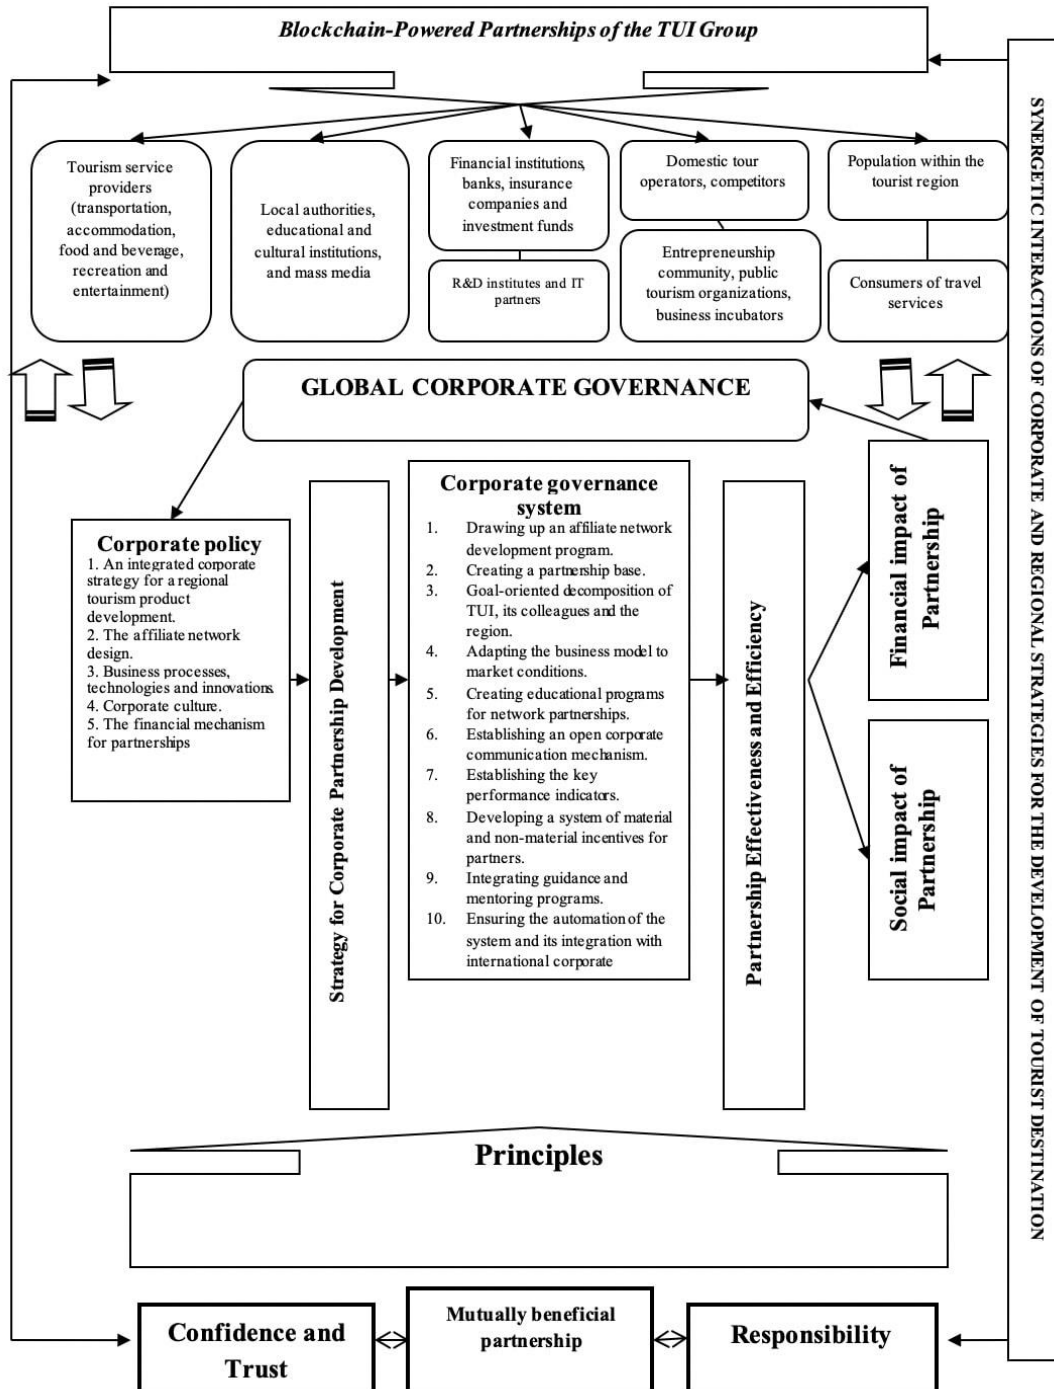 Blockchain-Powered Partnerships of the TUI Group
Tourism service
providers
(transportation,
accommodation,
food and beverage,
recreation and
entertainment)
Local authorities,
educational and
cultural institutions,
and mass media
Financial institutions,
banks, insurance
companies and
investment funds
R&D institutes and IT
partners
Domestic tour
operators, competitors
Entrepreneurship
community, public
tourism organizations,
business incubators
Population within the
tourist region
Consumers of travel
services
GLOBAL CORPORATE GOVERNANCE
Corporate policy
1. An integrated corporate
strategy for a regional
tourism product
development.
2. The affiliate network
design.
3. Business processes,
technologies and innovations.
4. Corporate culture.
5. The financial mechanism
for partnerships
Strategy for Corporate Partnership Development
Corporate governance
system
1. Drawing up an affiliate network
development program.
2. Creating a partnership base.
3. Goal-oriented decomposition of
TUI, its colleagues and the
region.
4. Adapting the business model to
market conditions.
5. Creating educational programs
for network partnerships.
6. Establishing an open corporate
communication mechanism.
7. Establishing the key
performance indicators.
8. Developing a system of material
and non-material incentives for
partners.
9. Integrating guidance and
mentoring programs.
10. Ensuring the automation of the
system and its integration with
international corporate
Partnership Effectiveness and Efficiency
Financial impact of
Partnership
Social impact of
Partnership
Principles
Confidence and
Trust
Mutually beneficial
partnership
Responsibility
SYNERGETIC INTERACTIONS OF CORPORATE AND REGIONAL STRATEGIES FOR THE DEVELOPMENT OF TOURIST DESTINATION